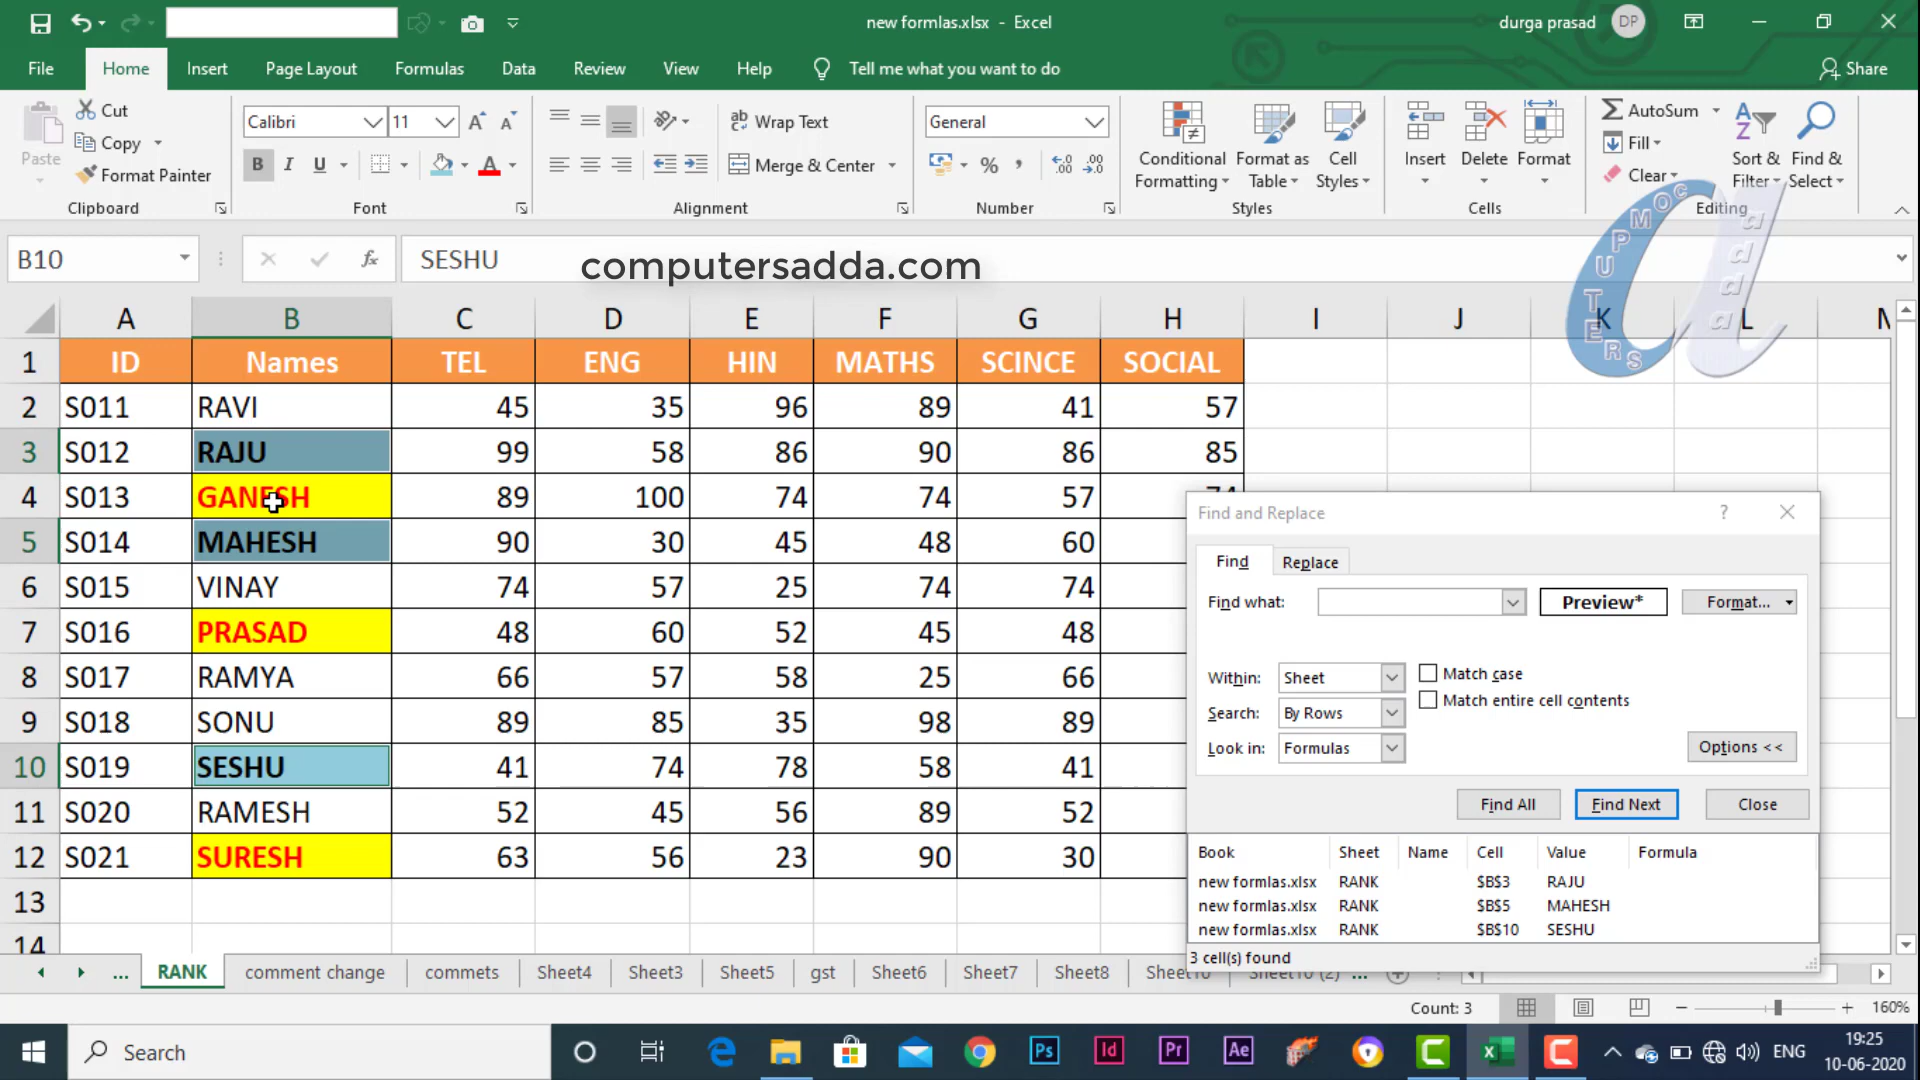 new formlas.xlsx - Excel
durga prasad DP
File Home Insert Page Layout Formulas Data Review View Help Tell me what you want to do Share
Paste Cut Copy Format Painter
Clipboard
Calibri 11
B I U
Font
Wrap Text
Merge & Center
Alignment
General
Number
Conditional Formatting Format as Table Cell Styles
Styles
Insert Delete Format
Cells
AutoSum
Fill
Clear
Sort & Filter Find & Select
Editing
COMPUTERS adda
B10 fx SESHU computersadda.com
A B C D E F G H I J K L
1 ID Names TEL ENG HIN MATHS SCINCE SOCIAL
2 S011 RAVI 45 35 96 89 41 57
3 S012 RAJU 99 58 86 90 86 85
4 S013 GANESH 89 100 74 74 57 74
5 S014 MAHESH 90 30 45 48 60
6 S015 VINAY 74 57 25 74 74
7 S016 PRASAD 48 60 52 45 48
8 S017 RAMYA 66 57 58 25 66
9 S018 SONU 89 85 35 98 89
10 S019 SESHU 41 74 78 58 41
11 S020 RAMESH 52 45 56 89 52
12 S021 SURESH 63 56 23 90 30
13
14
Find and Replace ?
Find Replace
Find what: Preview* Format...
Within: Sheet Match case
Search: By Rows Match entire cell contents
Look in: Formulas Options <<
Find All Find Next Close
Book Sheet Name Cell Value Formula
new formlas.xlsx RANK $B$3 RAJU
new formlas.xlsx RANK $B$5 MAHESH
new formlas.xlsx RANK $B$10 SESHU
3 cell(s) found
... RANK comment change commets Sheet4 Sheet3 Sheet5 gst Sheet6 Sheet7 Sheet8 Sheet10 Sheet10 (2) ...
Count: 3 160%
Search Ps Id Pr Ae ENG 19:25
10-06-2020